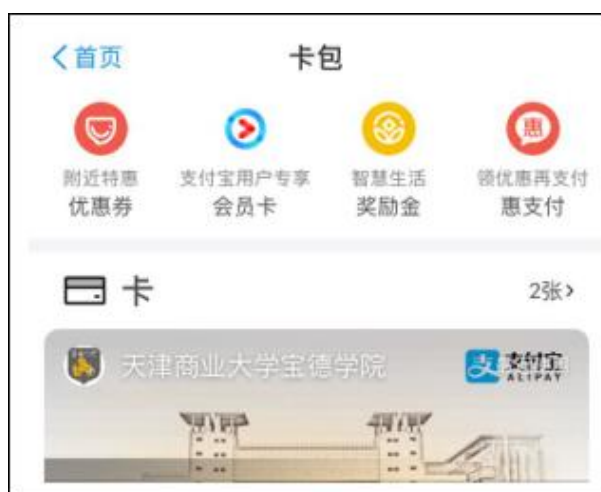 首页
卡包
惠
附近特惠 支付宝用户专享 智慧生活 领优惠再支付
优惠券 会员卡 奖励金 惠支付
卡 2张
天津商业大学宝德学院 支 支付宝
ALIPAY